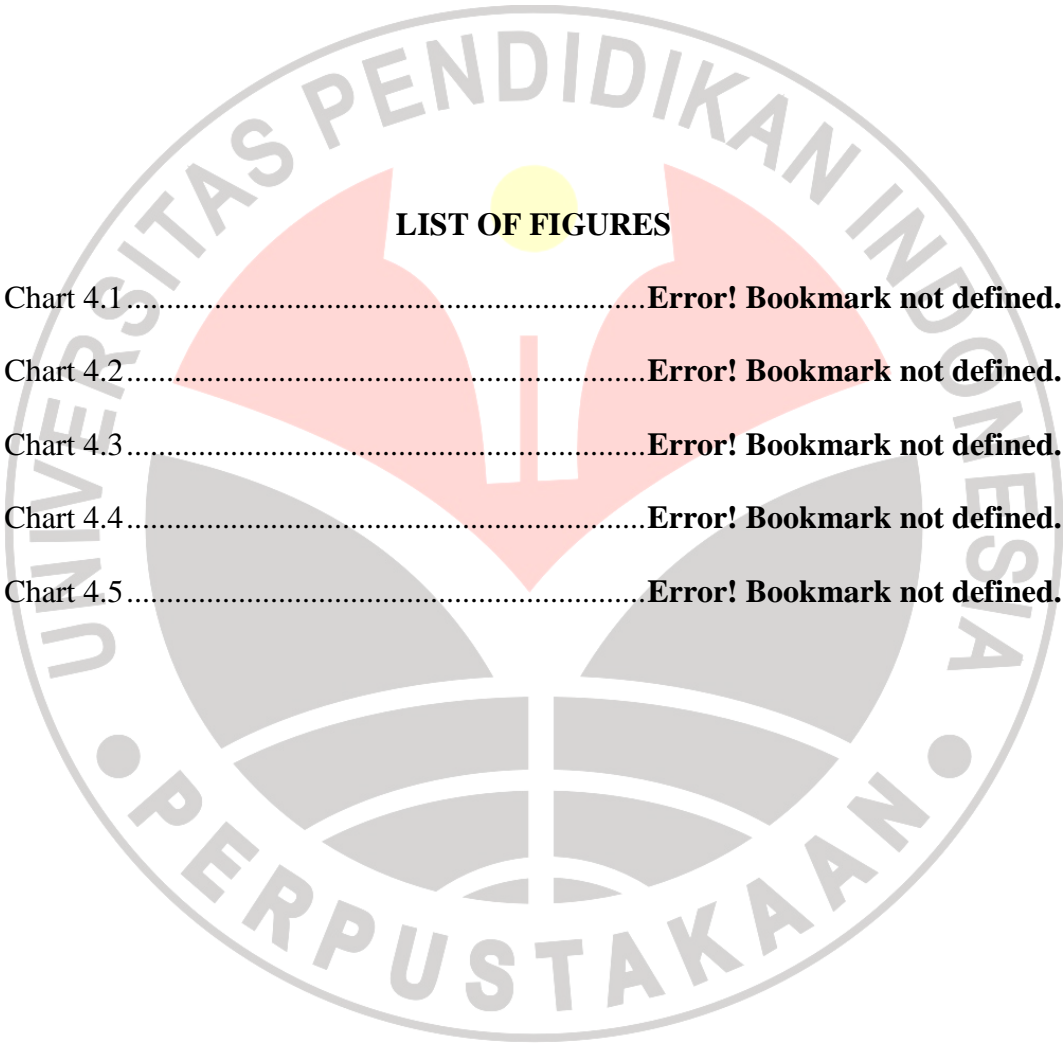 UNIVERSITAS PENDIDIKAN INDONESIA
LIST OF FIGURES
Chart 4.1................................................................Error! Bookmark not defined.
Chart 4.2................................................................Error! Bookmark not defined.
Chart 4.3................................................................Error! Bookmark not defined.
Chart 4.4................................................................Error! Bookmark not defined.
Chart 4.5................................................................Error! Bookmark not defined.
PERPUSTAKAAN